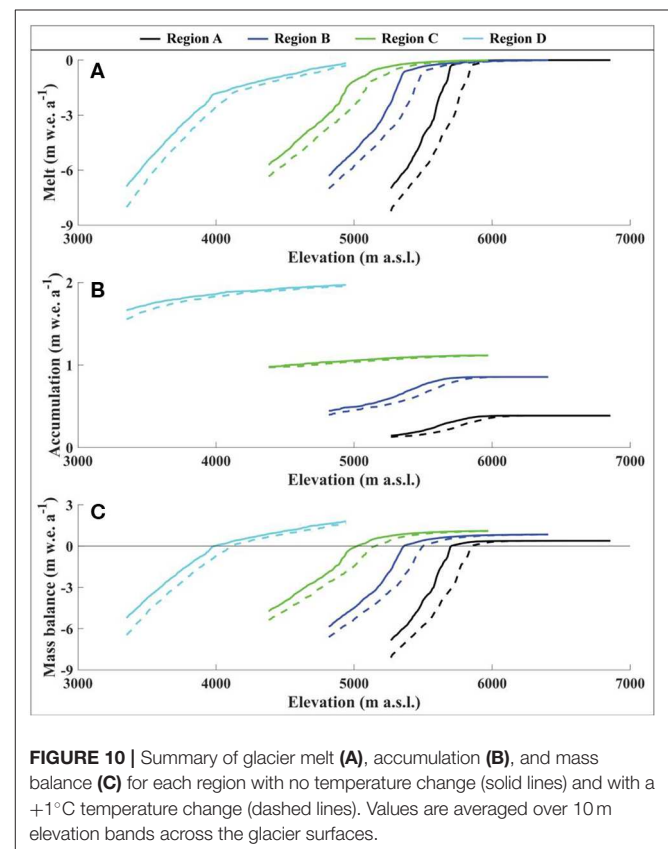 Region A Region B Region C Region D
A
0
-3
-6
-9
Melt (m w.e. a-1)
3000 4000 5000 6000 7000
Elevation (m a.s.l.)
B
2
1
0
Accumulation (m w.e. a-1)
3000 4000 5000 6000 7000
Elevation (m a.s.l.)
C
3
0
-3
-6
-9
Mass balance (m w.e. a-1)
3000 4000 5000 6000 7000
Elevation (m a.s.l.)
FIGURE 10 | Summary of glacier melt (A), accumulation (B), and mass
balance (C) for each region with no temperature change (solid lines) and with a
+1°C temperature change (dashed lines). Values are averaged over 10 m
elevation bands across the glacier surfaces.